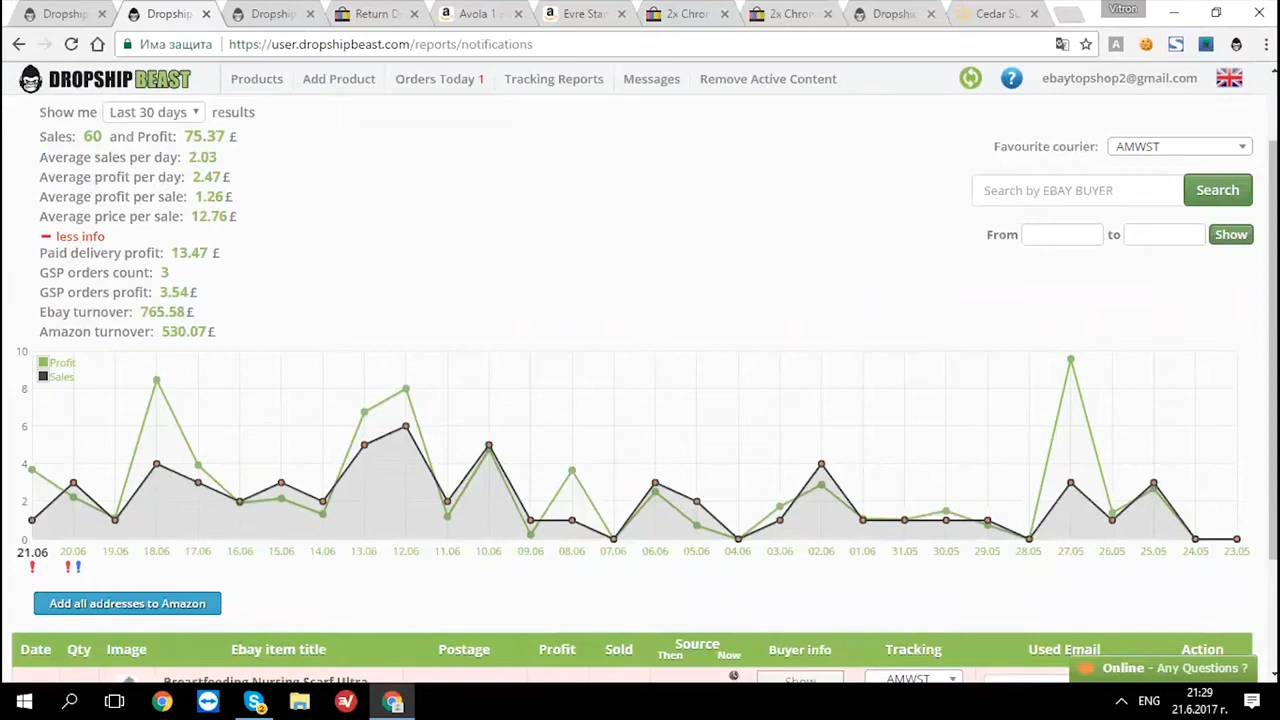 Dropship
Dropship
Dropship
Return D
Avola 1
Evre Star
2x Chron
2x Chron
Dropship
Cedar Su
Vitron
Има защита
https://user.dropshipbeast.com/reports/notifications
DROPSHIPBEAST
Products
Add Product
Orders Today 1
Tracking Reports
Messages
Remove Active Content
ebaytopshop2@gmail.com
Show me Last 30 days results
Sales: 60 and Profit: 75.37 £
Average sales per day: 2.03
Average profit per day: 2.47 £
Average profit per sale: 1.26 £
Average price per sale: 12.76 £
less info
Paid delivery profit: 13.47 £
GSP orders count: 3
GSP orders profit: 3.54 £
Ebay turnover: 765.58 £
Amazon turnover: 530.07 £
Favourite courier: AMWST
Search by EBAY BUYER Search
From to Show
10
8
6
4
2
0
Profit
Sales
21.06 20.06 19.06 18.06 17.06 16.06 15.06 14.06 13.06 12.06 11.06 10.06 09.06 08.06 07.06 06.06 05.06 04.06 03.06 02.06 01.06 31.05 30.05 29.05 28.05 27.05 26.05 25.05 24.05 23.05
Add all addresses to Amazon
Date Qty Image Ebay item title Postage Profit Sold Source Then Now Buyer info Tracking Used Email Action
Breastfeeding Nursing Scarf Ultra
Show
AMWST
Online - Any Questions ?
ЕНГ
21:29
21.6.2017 г.